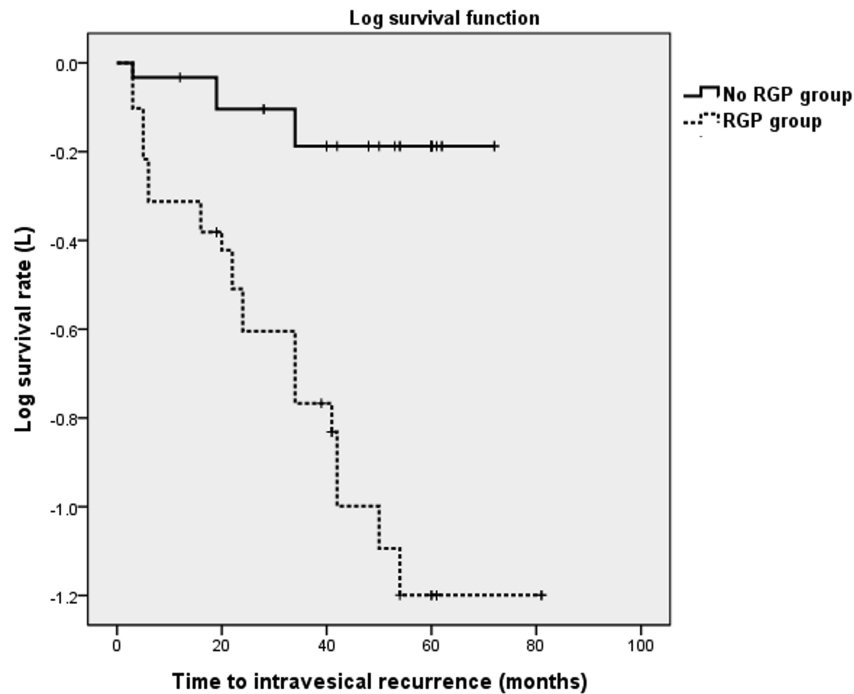 Log survival function
No RGP group
RGP group
Log survival rate (L)
0.0
-0.2
-0.4
-0.6
-0.8
-1.0
-1.2
0 20 40 60 80 100
Time to intravesical recurrence (months)